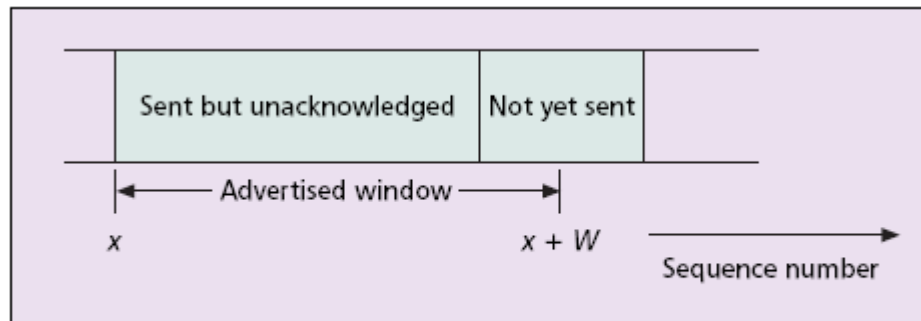 Sent but unacknowledged Not yet sent
Advertised window
x x + W
Sequence number